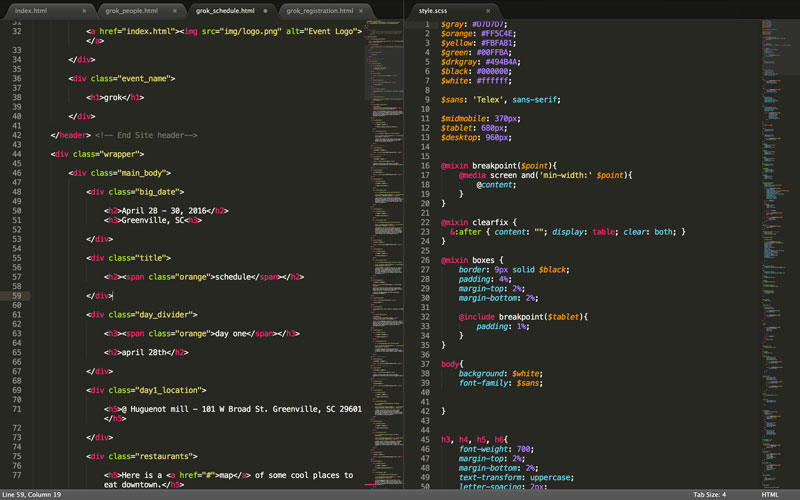 index.html
grok_people.html
grok_schedule.html
grok_registration.html
31
32 <a href="index.html"><img src="img/logo.png" alt="Event Logo">
</a>
33
34 </div>
35
36 <div class="event_name">
37
38 <h1>grok</h1>
39
40 </div>
41
42 </header> <!-- End Site header-->
43
44 <div class="wrapper">
45
46 <div class="main_body">
47
48 <div class="big_date">
49
50 <h2>April 28 - 30, 2016</h2>
51 <h3>Greenville, SC<h3>
52
53 </div>
54
55 <div class="title">
56
57 <h2><span class="orange">schedule</span></h2>
58
59 </div>
60
61 <div class="day_divider">
62
63 <h3><span class="orange">day one</span></h3>
64
65 <h2>april 28th</h2>
66
67 </div>
68
69 <div class="day1_location">
70
71 <h5>@ Huguenot mill - 101 W Broad St. Greenville, SC 29601
</h5>
72
73 </div>
74
75 <div class="restaurants">
76
77 <h5>Here is a <a href="#">map</a> of some cool places to
eat downtown.</h5>
style.scss
1 $gray: #D7D7D7;
2 $orange: #FF5C4E;
3 $yellow: #FBFA81;
4 $green: #00FFBA;
5 $drkgray: #494B4A;
6 $black: #000000;
7 $white: #ffffff;
8
9 $sans: 'Telex', sans-serif;
10
11 $midmobile: 370px;
12 $tablet: 680px;
13 $desktop: 960px;
14
15
16 @mixin breakpoint($point){
17 @media screen and('min-width:' $point){
18 @content;
19 }
20 }
21
22 @mixin clearfix {
23 &:after { content: ""; display: table; clear: both; }
24 }
25
26 @mixin boxes {
27 border: 9px solid $black;
28 padding: 4%;
29 margin-top: 2%;
30 margin-bottom: 2%;
31
32 @include breakpoint($tablet){
33 padding: 1%;
34 }
35 }
36
37 body{
38 background: $white;
39 font-family: $sans;
40
41
42 }
43
44
45 h3, h4, h5, h6{
46 font-weight: 700;
47 margin-top: 2%;
48 margin-bottom: 2%;
49 text-transform: uppercase;
50 letter-spacing: 2px;
Line 59, Column 19
Tab Size: 4
HTML